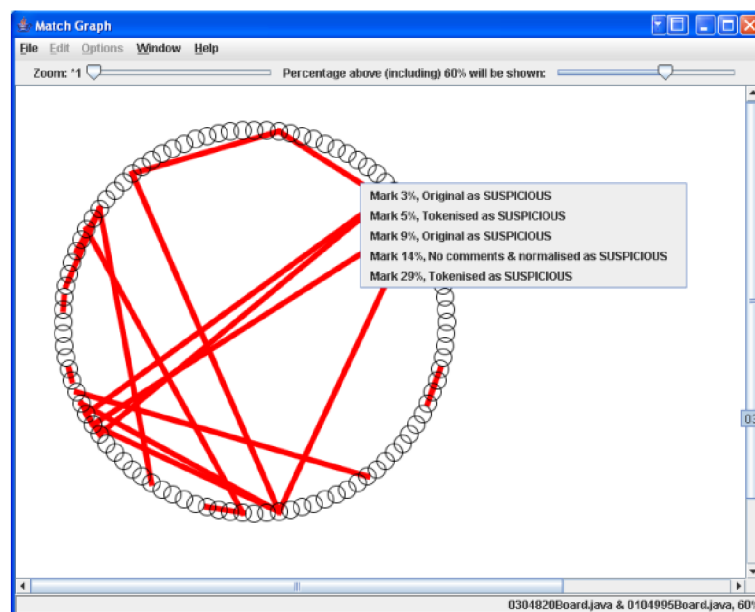 Match Graph
File Edit Options Window Help
Zoom: *1 Percentage above (including) 60% will be shown:
Mark 3%, Original as SUSPICIOUS
Mark 5%, Tokenised as SUSPICIOUS
Mark 9%, Original as SUSPICIOUS
Mark 14%, No comments & normalised as SUSPICIOUS
Mark 29%, Tokenised as SUSPICIOUS
03
0304820Board.java & 0104995Board.java, 60%